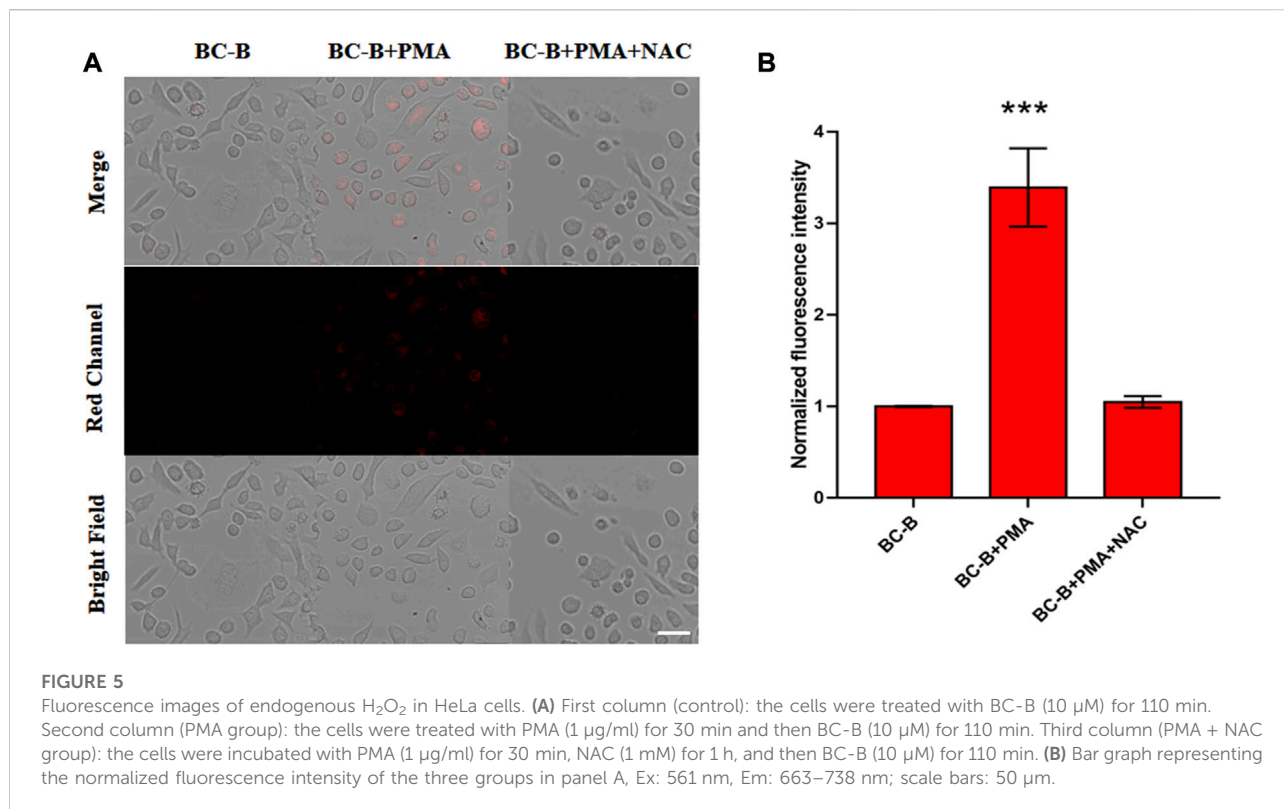 A
BC-B BC-B+PMA BC-B+PMA+NAC
Merge
Red Channel
Bright Field
B
***
Normalized fluorescence intensity
4
3
2
1
0
BC-B
BC-B+PMA
BC-B+PMA+NAC
FIGURE 5
Fluorescence images of endogenous H₂O₂ in HeLa cells. (A) First column (control): the cells were treated with BC-B (10 μM) for 110 min.
Second column (PMA group): the cells were treated with PMA (1 μg/ml) for 30 min and then BC-B (10 μM) for 110 min. Third column (PMA + NAC
group): the cells were incubated with PMA (1 μg/ml) for 30 min, NAC (1 mM) for 1 h, and then BC-B (10 μM) for 110 min. (B) Bar graph representing
the normalized fluorescence intensity of the three groups in panel A, Ex: 561 nm, Em: 663–738 nm; scale bars: 50 μm.